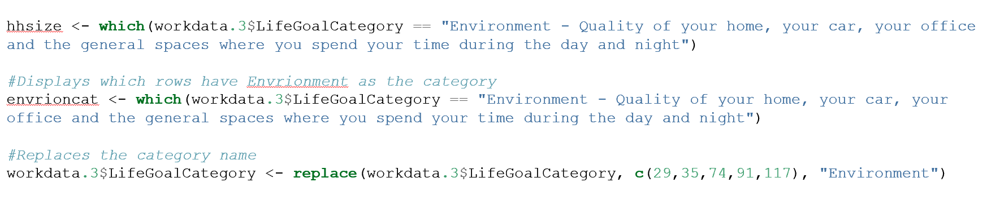 hhsize <- which(workdata.3$LifeGoalCategory == "Environment - Quality of your home, your car, your office
and the general spaces where you spend your time during the day and night")
#Displays which rows have Envrionment as the category
envrioncat <- which(workdata.3$LifeGoalCategory == "Environment - Quality of your home, your car, your
office and the general spaces where you spend your time during the day and night")
#Replaces the category name
workdata.3$LifeGoalCategory <- replace(workdata.3$LifeGoalCategory, c(29,35,74,91,117), "Environment")